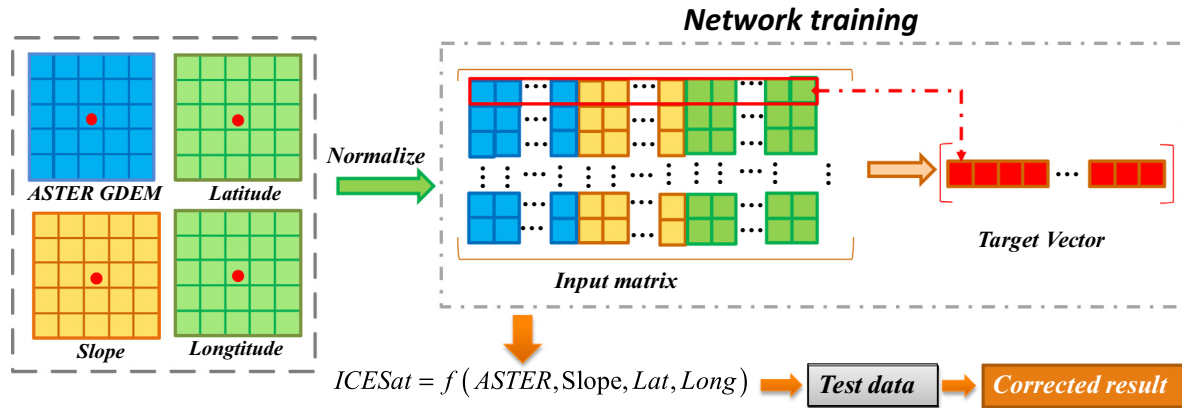 Network training
ASTER GDEM
Latitude
Slope
Longtitude
Normalize
Input matrix
Target Vector
ICESat = f ( ASTER, Slope, Lat, Long )
Test data
Corrected result